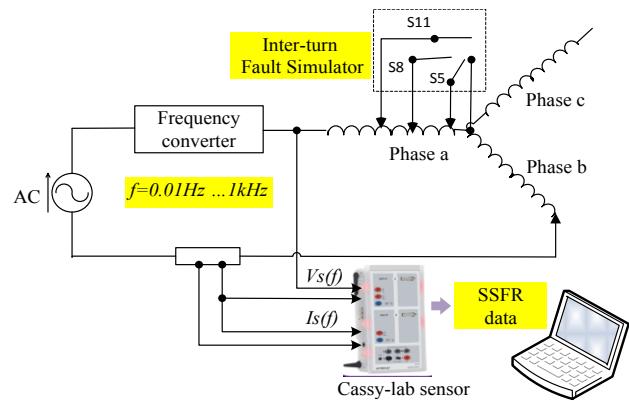 S11
Inter-turn
Fault Simulator
S8
S5
Phase c
Frequency
converter
Phase a
Phase b
AC
f=0.01Hz ...1kHz
Vs(f)
SSFR
data
Is(f)
Cassy-lab sensor